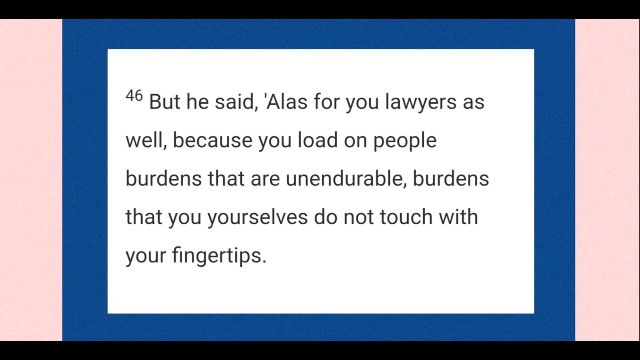 46 But he said, 'Alas for you lawyers as
well, because you load on people
burdens that are unendurable, burdens
that you yourselves do not touch with
your fingertips.